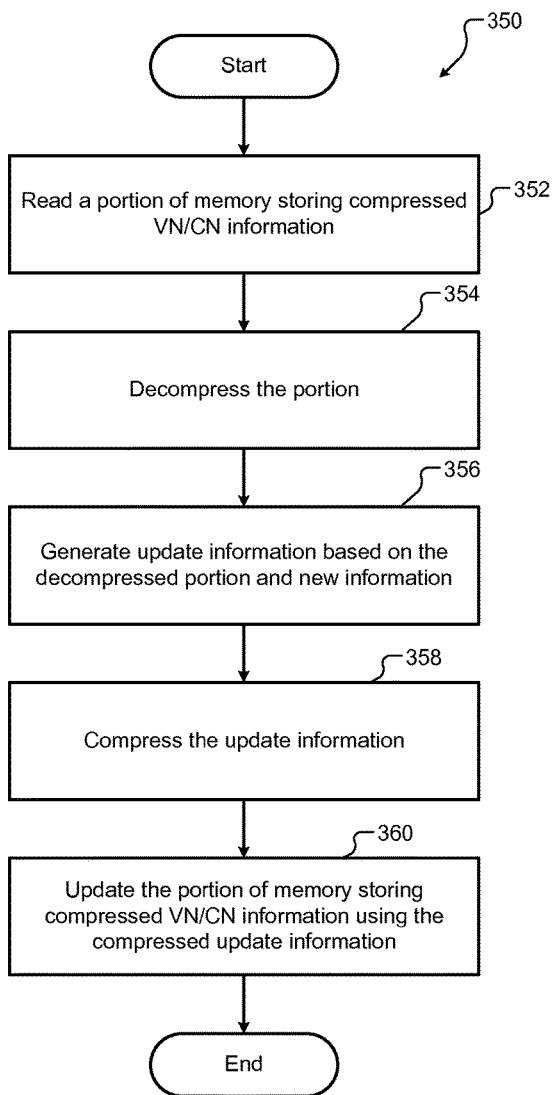 350
Start
Read a portion of memory storing compressed
VN/CN information
352
354
Decompress the portion
356
Generate update information based on the
decompressed portion and new information
358
Compress the update information
360
Update the portion of memory storing
compressed VN/CN information using the
compressed update information
End